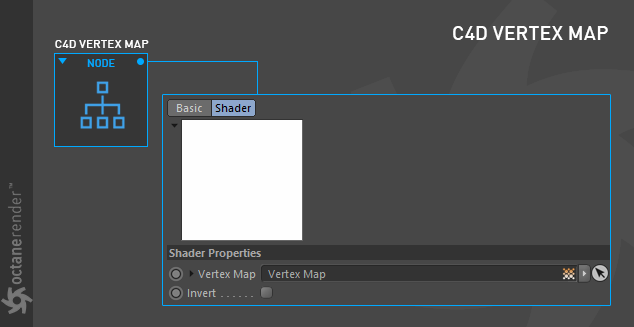 C4D VERTEX MAP
C4D VERTEX MAP
NODE
Basic Shader
Shader Properties
Vertex Map Vertex Map
Invert . . . . . .
octanerender™